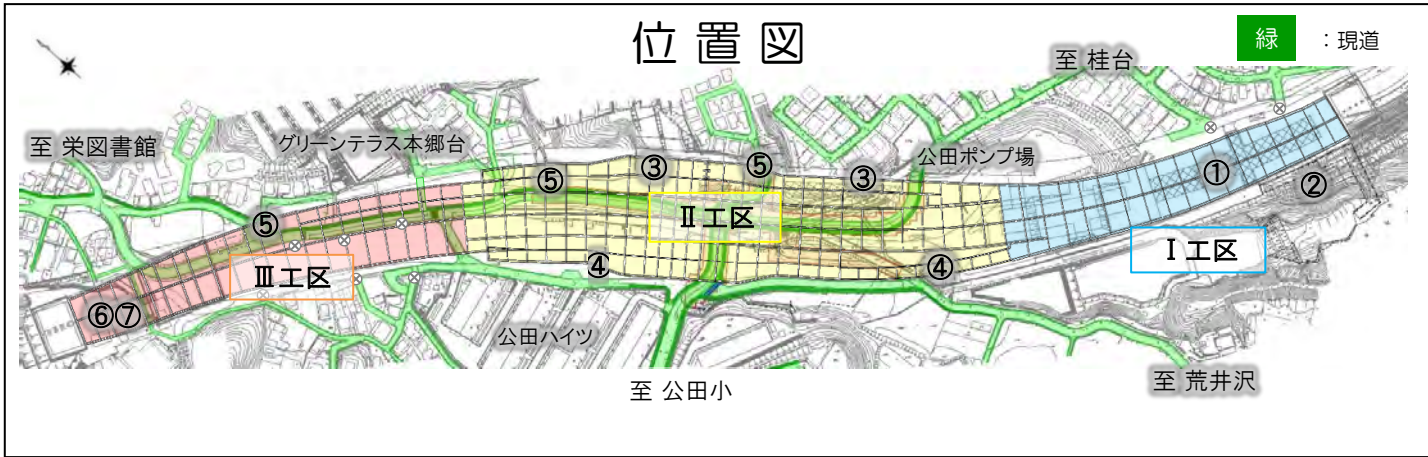 位置図
緑 ：現道
至 桂台
至 栄図書館
グリーンテラス本郷台
③
⑤
③
公田ポンプ場
⑤
①
②
⑤
Ⅱ工区
Ⅰ工区
Ⅲ工区
④
④
⑥⑦
公田ハイツ
至 公田小
至 荒井沢